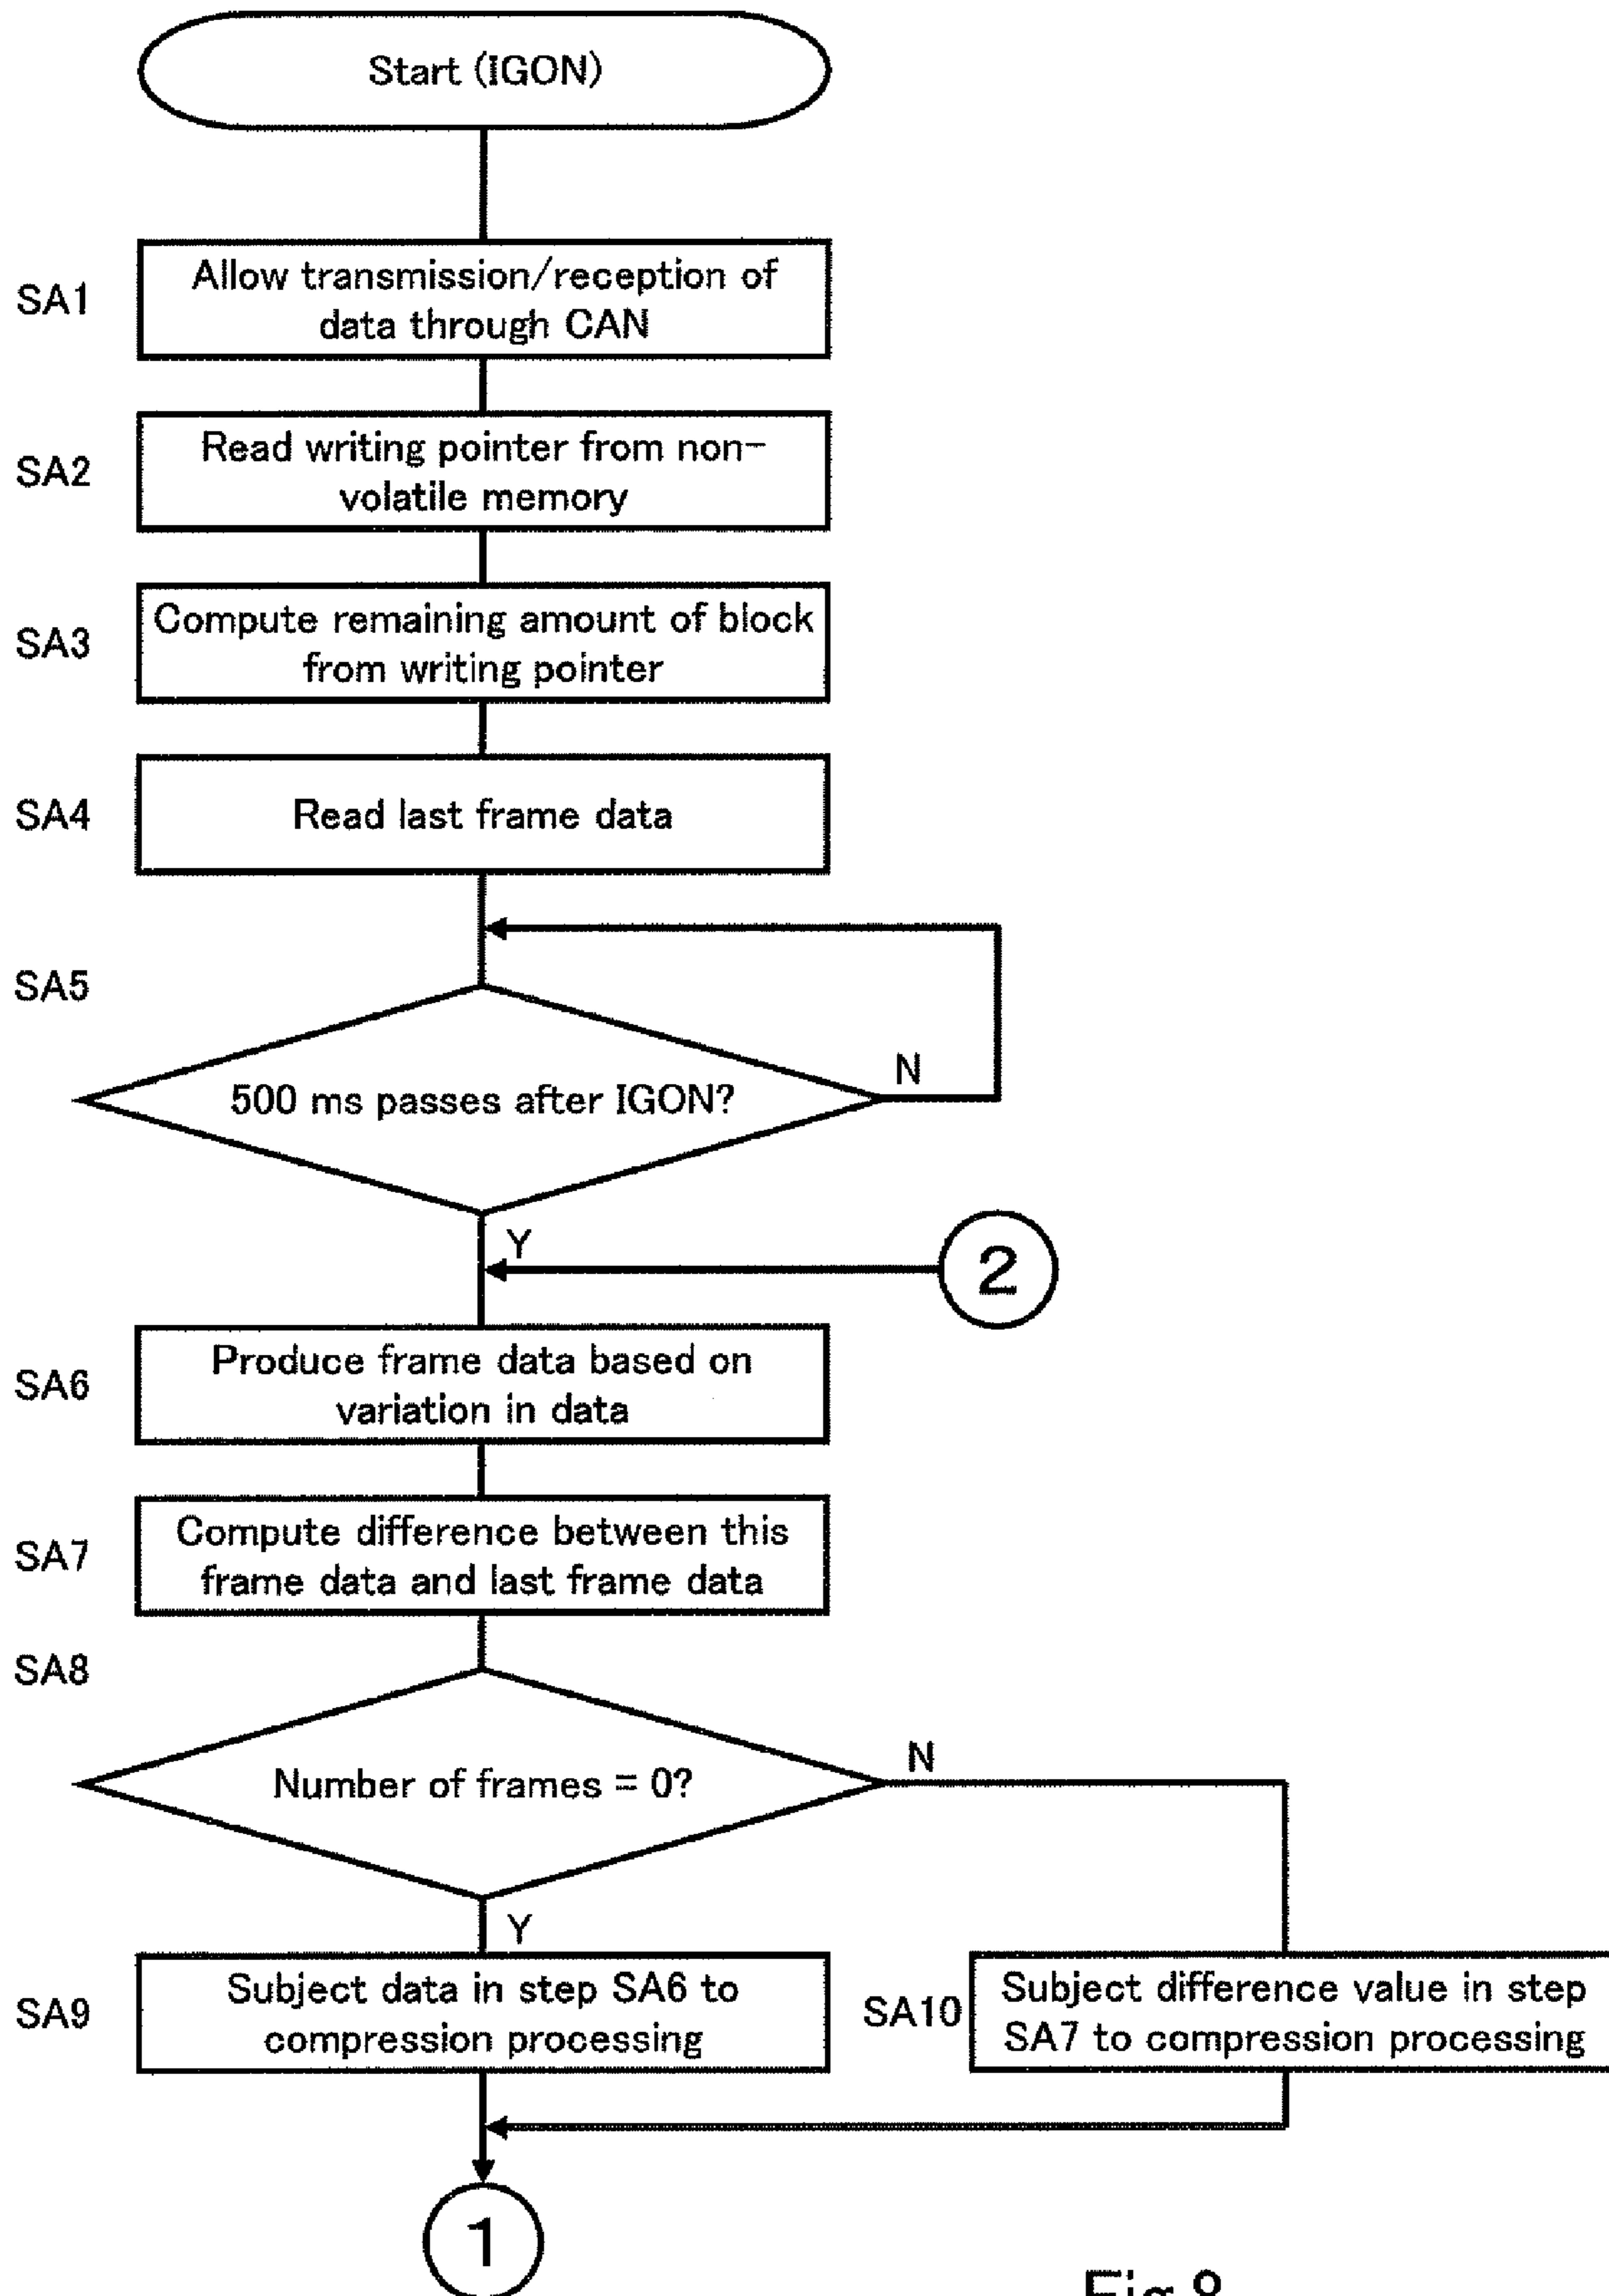 Start (IGON)
SA1
Allow transmission/reception of
data through CAN
SA2
Read writing pointer from non-
volatile memory
SA3
Compute remaining amount of block
from writing pointer
SA4
Read last frame data
SA5
500 ms passes after IGON?
N
Y
2
SA6
Produce frame data based on
variation in data
SA7
Compute difference between this
frame data and last frame data
SA8
Number of frames = 0?
N
Y
SA9
Subject data in step SA6 to
compression processing
SA10
Subject difference value in step
SA7 to compression processing
1
Fig.8